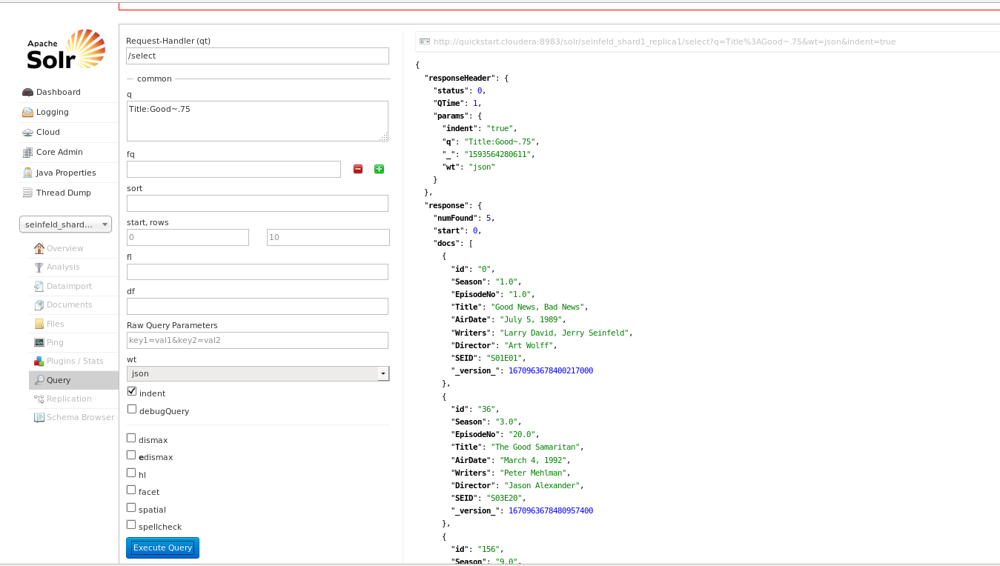 Apache
Solr
Dashboard
Logging
Cloud
Core Admin
Java Properties
Thread Dump
seinfeld_shard...
Overview
Analysis
Dataimport
Documents
Files
Ping
Plugins / Stats
Query
Replication
Schema Browser
Request-Handler (qt)
/select
common
q
Title:Good~.75
fq
sort
start, rows
0 10
fl
df
Raw Query Parameters
key1=val1&key2=val2
wt
json
indent
debugQuery
dismax
edismax
hl
facet
spatial
spellcheck
Execute Query
http://quickstart.cloudera:8983/solr/seinfeld_shard1_replica1/select?q=Title%3AGood~.75&wt=json&indent=true
{
"responseHeader": {
"status": 0,
"QTime": 1,
"params": {
"indent": "true",
"q": "Title:Good~.75",
"_": "1593564280611",
"wt": "json"
}
},
"response": {
"numFound": 5,
"start": 0,
"docs": [
{
"id": "0",
"Season": "1.0",
"EpisodeNo": "1.0",
"Title": "Good News, Bad News",
"AirDate": "July 5, 1989",
"Writers": "Larry David, Jerry Seinfeld",
"Director": "Art Wolff",
"SEID": "S01E01",
"_version_": 1670963678400217000
},
{
"id": "36",
"Season": "3.0",
"EpisodeNo": "20.0",
"Title": "The Good Samaritan",
"AirDate": "March 4, 1992",
"Writers": "Peter Mehlman",
"Director": "Jason Alexander",
"SEID": "S03E20",
"_version_": 1670963678480957400
},
{
"id": "156",
"Season": "9.0",